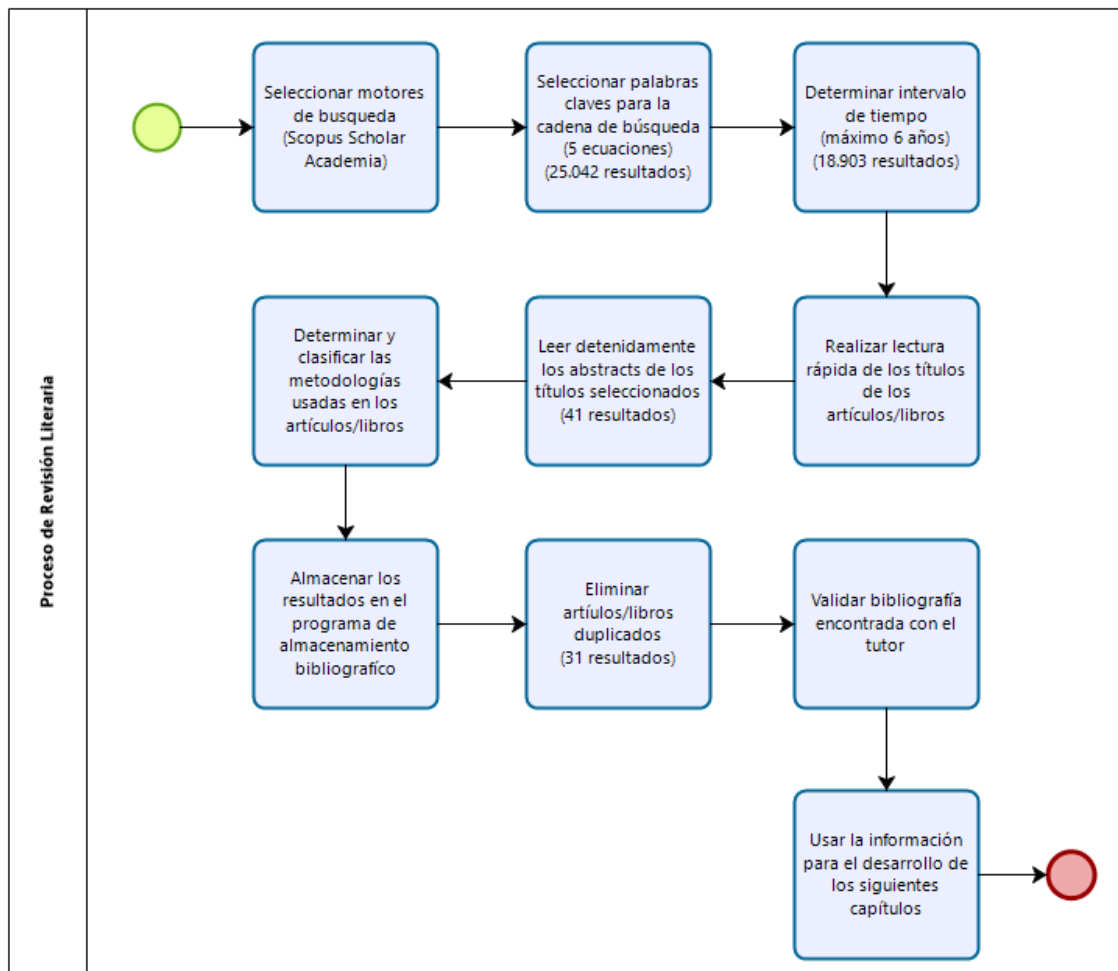 Proceso de Revisión Literaria
Seleccionar motores
de busqueda
(Scopus Scholar
Academia)
Seleccionar palabras
claves para la
cadena de búsqueda
(5 ecuaciones)
(25.042 resultados)
Determinar intervalo
de tiempo
(máximo 6 años)
(18.903 resultados)
Realizar lectura
rápida de los títulos
de los
artículos/libros
Leer detenidamente
los abstracts de los
títulos seleccionados
(41 resultados)
Determinar y
clasificar las
metodologías
usadas en los
artículos/libros
Almacenar los
resultados en el
programa de
almacenamiento
bibliografíco
Eliminar
artíulos/libros
duplicados
(31 resultados)
Validar bibliografía
encontrada con el
tutor
Usar la información
para el desarrollo de
los siguientes
capítulos